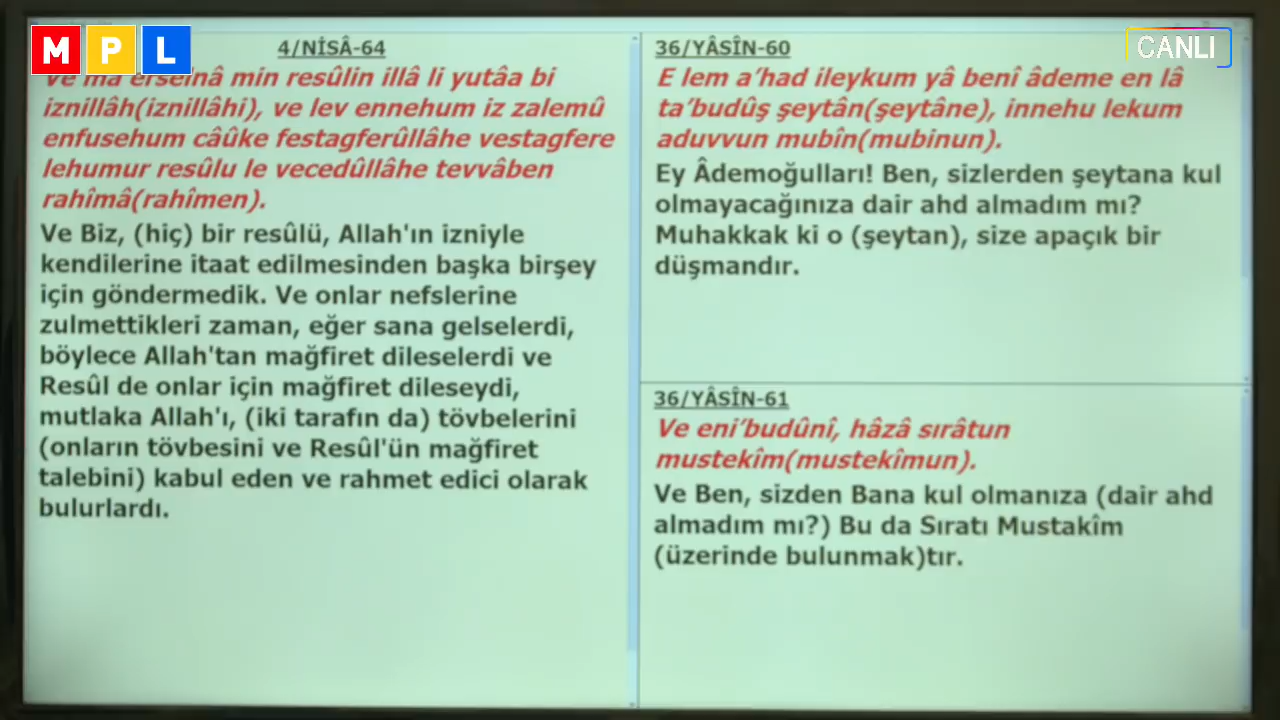 MPL
CANLI
4/NİSÂ-64
Ve mâ erselnâ min resûlin illâ li yutâa bi
iznillâh(iznillâhi), ve lev ennehum iz zalemû
enfusehum câûke festagferûllâhe vestagfere
lehumur resûlu le vecedûllâhe tevvâben
rahîmâ(rahîmen).
Ve Biz, (hiç) bir resûlü, Allah'ın izniyle
kendilerine itaat edilmesinden başka birşey
için göndermedik. Ve onlar nefslerine
zulmettikleri zaman, eğer sana gelselerdi,
böylece Allah'tan mağfiret dileselerdi ve
Resûl de onlar için mağfiret dileseydi,
mutlaka Allah'ı, (iki tarafın da) tövbelerini
(onların tövbesini ve Resûl'ün mağfiret
talebini) kabul eden ve rahmet edici olarak
bulurlardı.
36/YÂSÎN-60
E lem a’had ileykum yâ benî âdeme en lâ
ta’budûş şeytân(şeytâne), innehu lekum
aduvvun mubîn(mubinun).
Ey Âdemoğulları! Ben, sizlerden şeytana kul
olmayacağınıza dair ahd almadım mı?
Muhakkak ki o (şeytan), size apaçık bir
düşmandır.
36/YÂSÎN-61
Ve eni’budûnî, hâzâ sırâtun
mustekîm(mustekîmun).
Ve Ben, sizden Bana kul olmanıza (dair ahd
almadım mı?) Bu da Sıratı Mustakîm
(üzerinde bulunmak)tır.